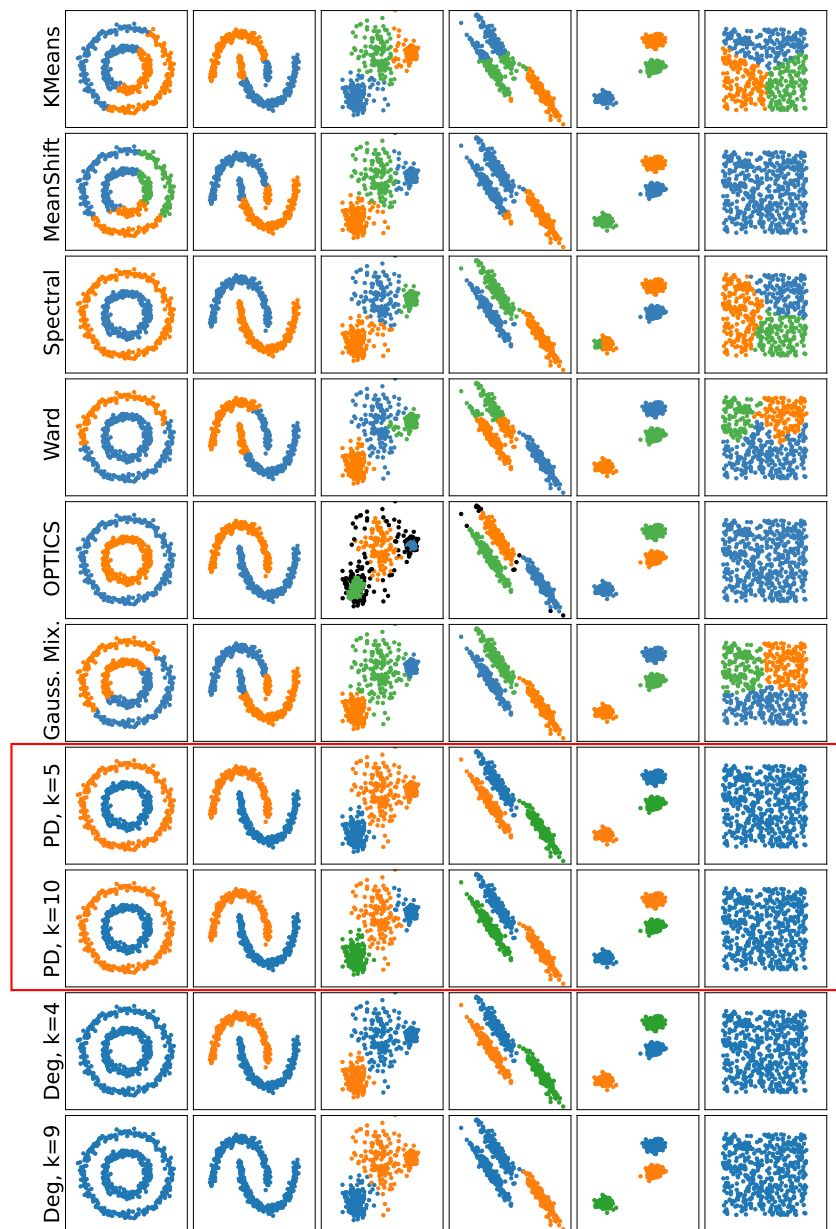 KMeans
MeanShift
Spectral
Ward
OPTICS
Gauss. Mix.
PD, k=5
PD, k=10
Deg, k=4
Deg, k=9